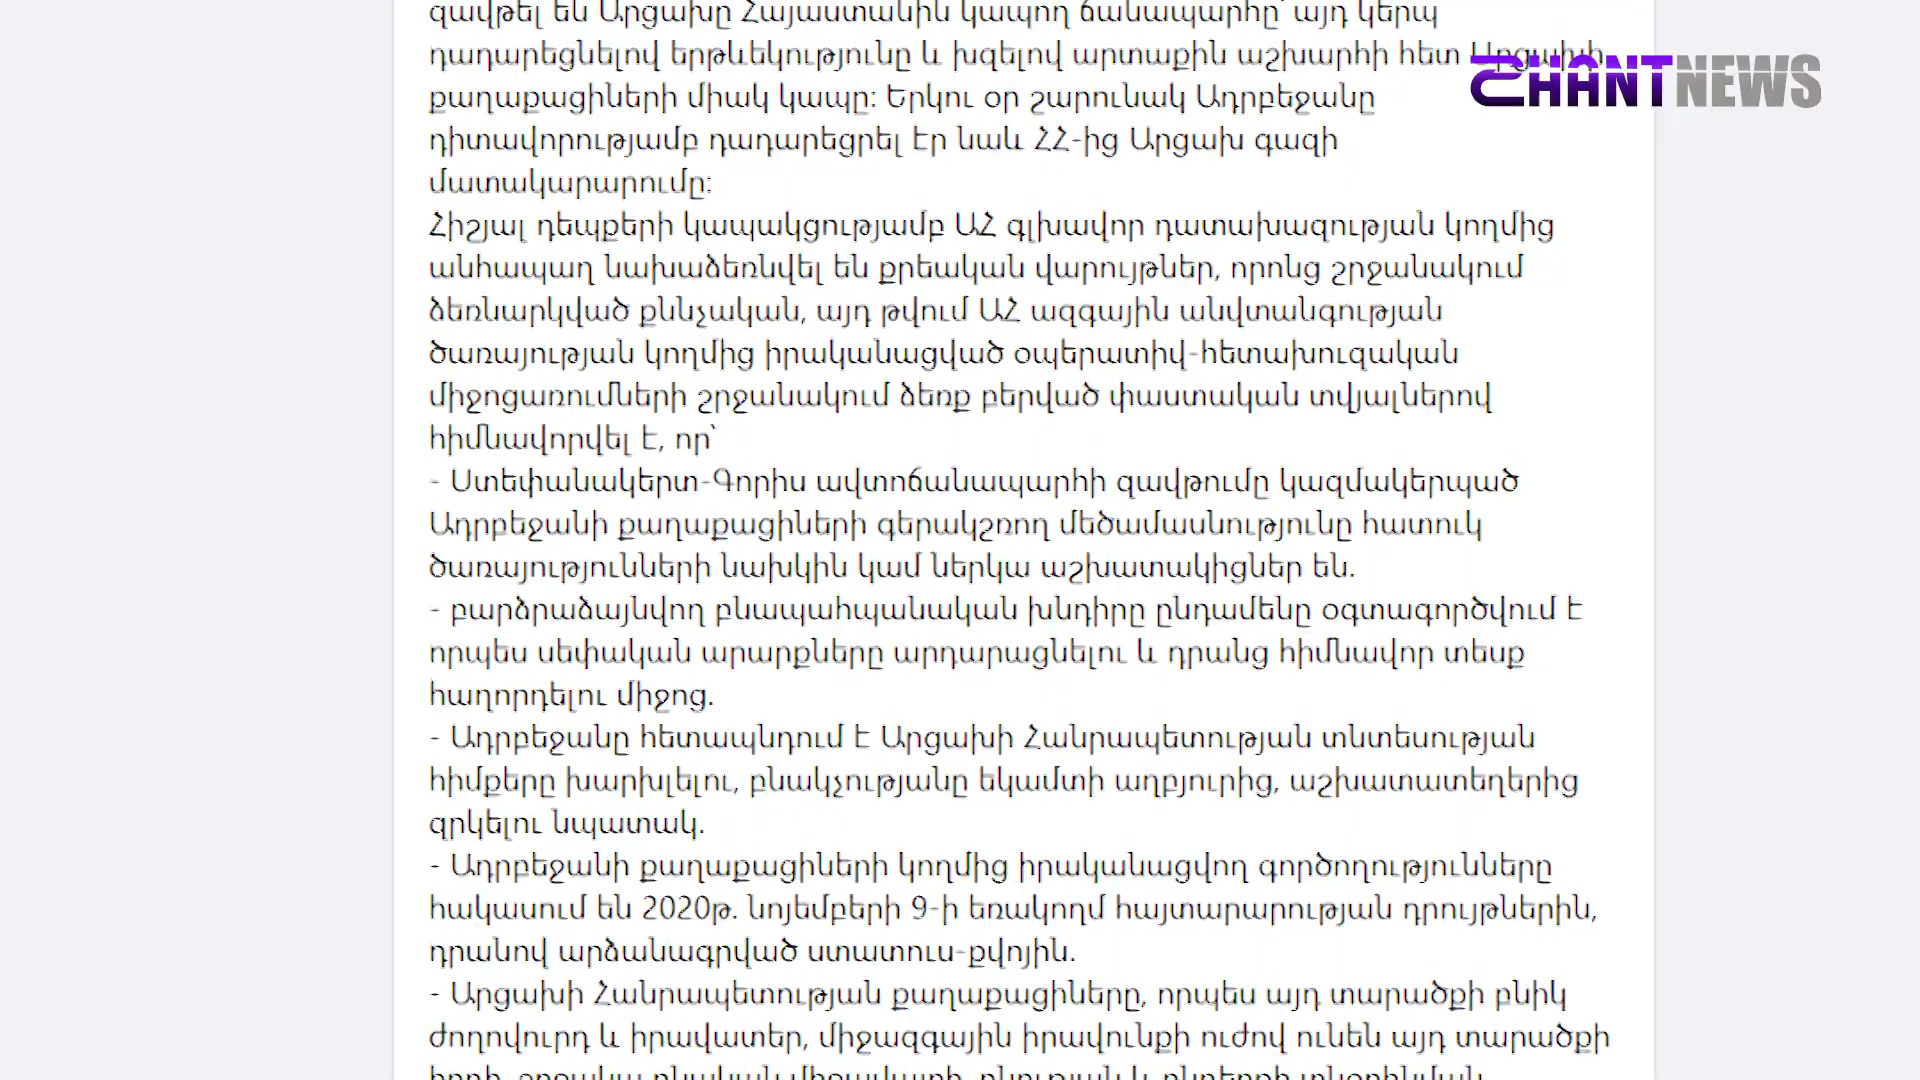 զավթել են Արցախը Հայաստանին կապող ճանապարհը՝ այդ կերպ
դադարեցնելով երթևեկությունը և խզելով արտաքին աշխարհի հետ Արցախի
SHANTNEWS
քաղաքացիների միակ կապը: Երկու օր շարունակ Ադրբեջանը
դիտավորությամբ դադարեցրել էր նաև ՀՀ-ից Արցախ գազի
մատակարարումը:
Հիշյալ դեպքերի կապակցությամբ ԱՀ գլխավոր դատախազության կողմից
անհապաղ նախաձեռնվել են քրեական վարույթներ, որոնց շրջանակում
ձեռնարկված քննչական, այդ թվում ԱՀ ազգային անվտանգության
ծառայության կողմից իրականացված օպերատիվ-հետախուզական
միջոցառումների շրջանակում ձեռք բերված փաստական տվյալներով
հիմնավորվել է, որ՝
- Ստեփանակերտ-Գորիս ավտոճանապարհի զավթումը կազմակերպած
Ադրբեջանի քաղաքացիների գերակշռող մեծամասնությունը հատուկ
ծառայությունների նախկին կամ ներկա աշխատակիցներ են.
- բարձրաձայնվող բնապահպանական խնդիրը ընդամենը օգտագործվում է
որպես սեփական արարքները արդարացնելու և դրանց հիմնավոր տեսք
հաղորդելու միջոց.
- Ադրբեջանը հետապնդում է Արցախի Հանրապետության տնտեսության
հիմքերը խարխլելու, բնակչությանը եկամտի աղբյուրից, աշխատատեղերից
զրկելու նպատակ.
- Ադրբեջանի քաղաքացիների կողմից իրականացվող գործողությունները
հակասում են 2020թ. նոյեմբերի 9-ի եռակողմ հայտարարության դրույթներին,
դրանով արձանագրված ստատուս-քվոյին.
- Արցախի Հանրապետության քաղաքացիները, որպես այդ տարածքի բնիկ
ժողովուրդ և իրավատեր, միջազգային իրավունքի ուժով ունեն այդ տարածքի